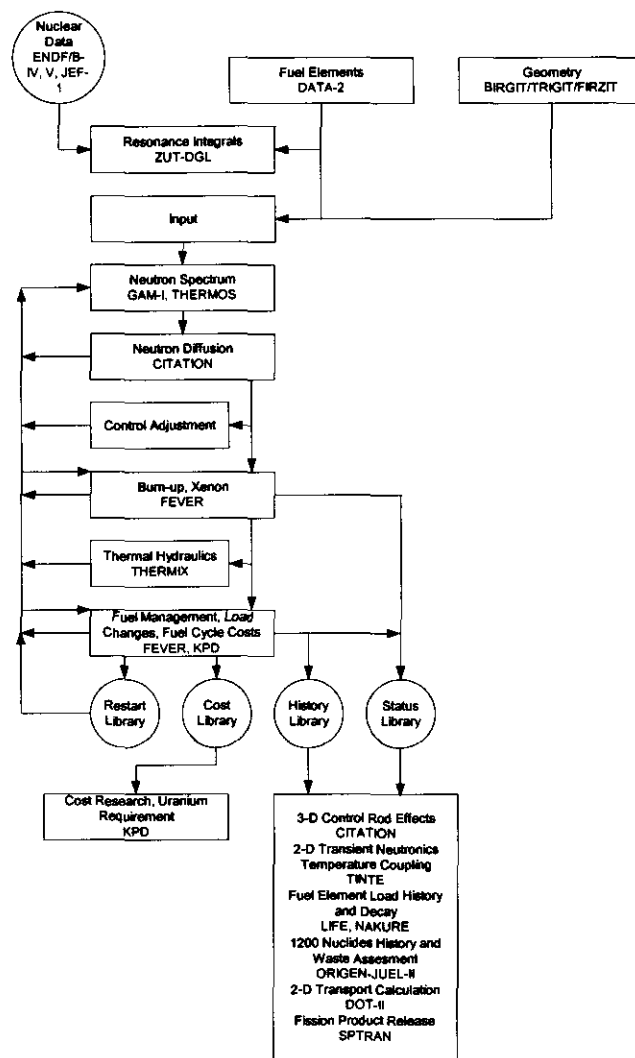 Nuclear
Data
ENDF/B-
IV, V, JEF-
1
Fuel Elements
DATA-2
Geometry
BIRGIT/TRIGIT/FIRZIT
Resonance Integrals
ZUT-DGL
Input
Neutron Spectrum
GAM-I, THERMOS
Neutron Diffusion
CITATION
Control Adjustment
Burn-up, Xenon
FEVER
Thermal Hydraulics
THERMIX
Fuel Management, Load
Changes, Fuel Cycle Costs
FEVER, KPD
Restart
Library
Cost
Library
History
Library
Status
Library
Cost Research, Uranium
Requirement
KPD
3-D Control Rod Effects
CITATION
2-D Transient Neutronics
Temperature Coupling
TINTE
Fuel Element Load History
and Decay
LIFE, NAKURE
1200 Nuclides History and
Waste Assesment
ORIGEN-JUEL-II
2-D Transport Calculation
DOT-II
Fission Product Release
SPTRAN